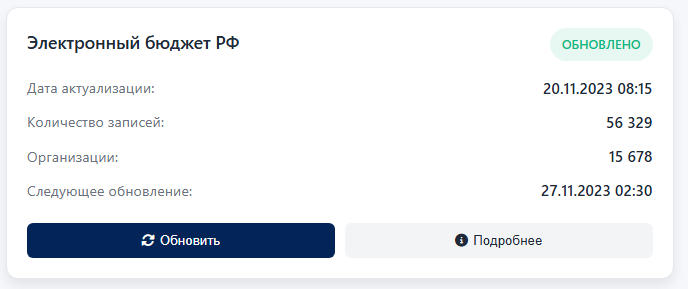 Электронный бюджет РФ
ОБНОВЛЕНО
Дата актуализации: 20.11.2023 08:15
Количество записей: 56 329
Организации: 15 678
Следующее обновление: 27.11.2023 02:30
Обновить
Подробнее